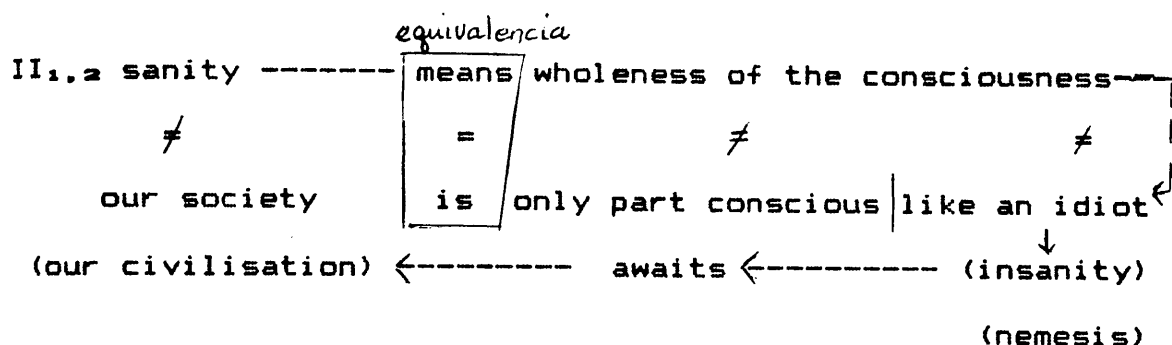 equivalencia
II₁,₂ sanity ------- means wholeness of the consciousness
≠ = ≠ ≠
our society is only part conscious like an idiot
(our civilisation) <-------- awaits <--------- (insanity)
(nemesis)